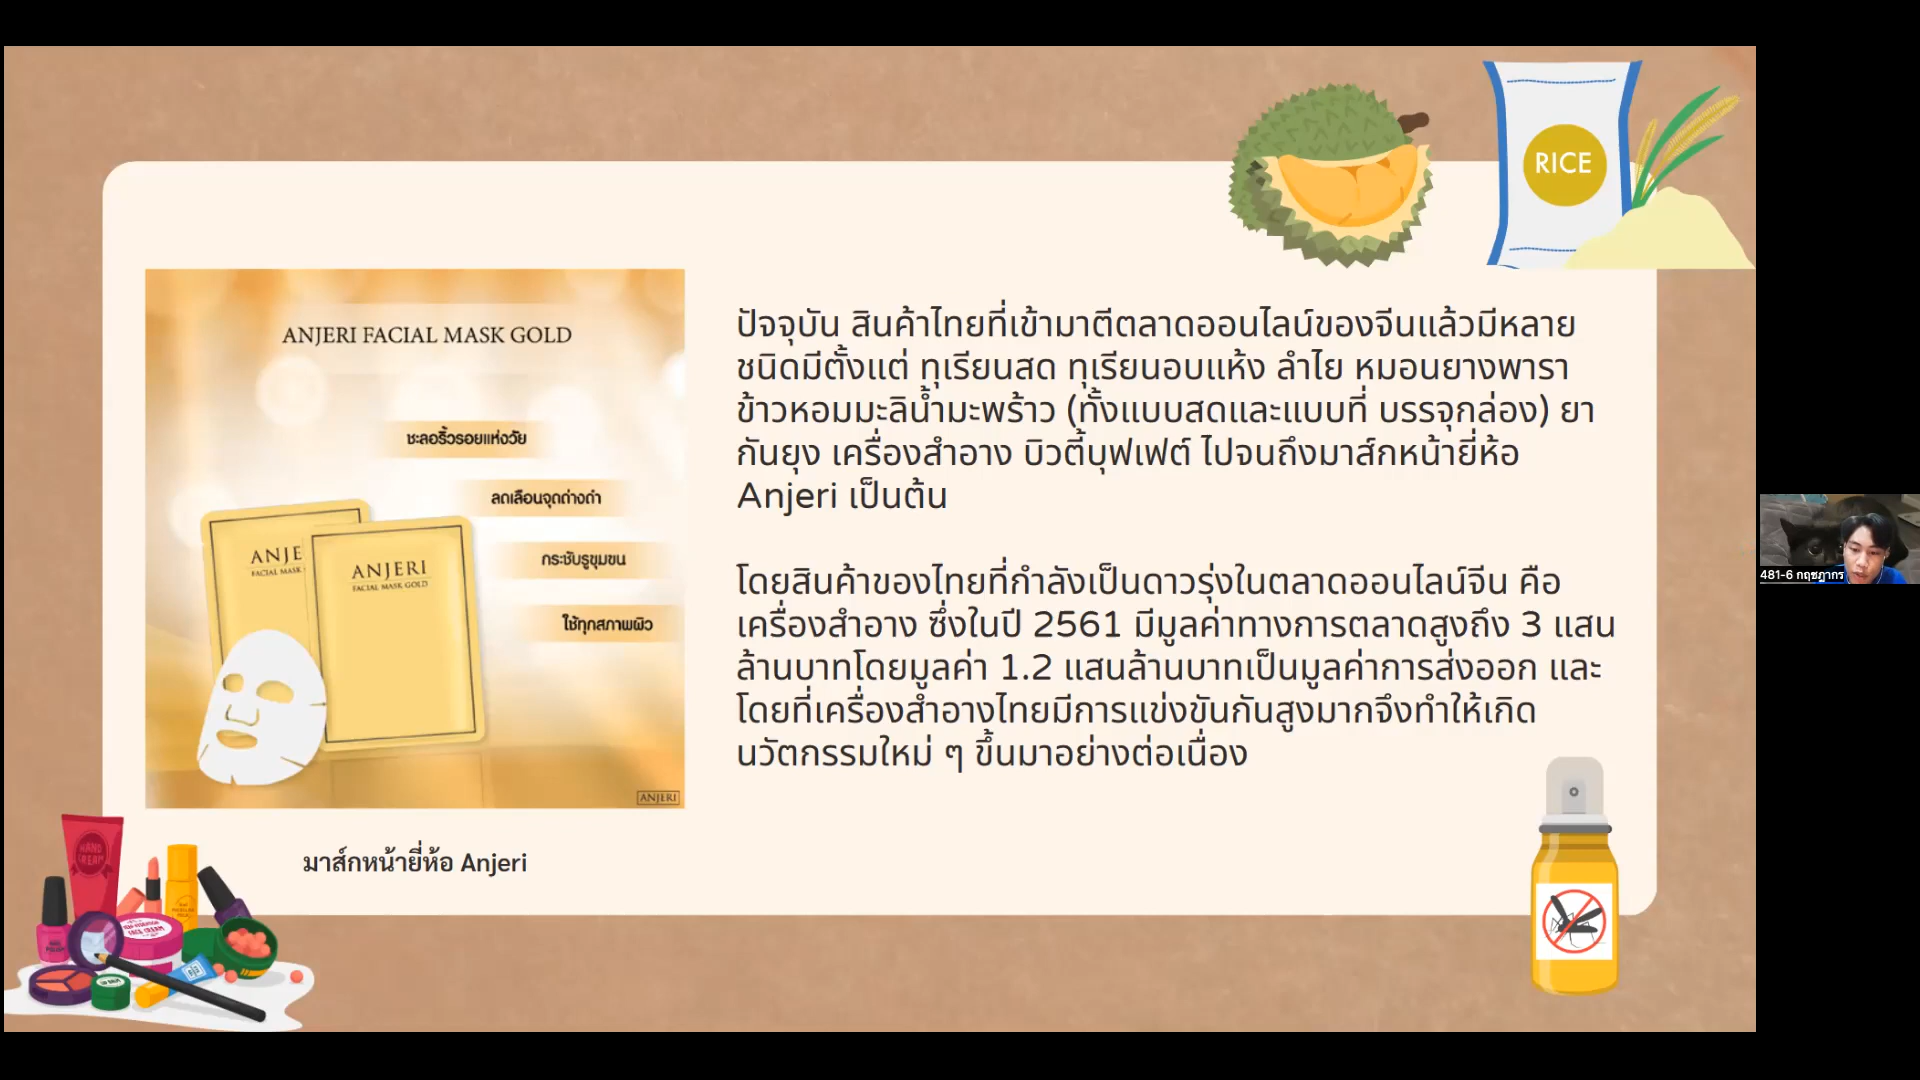 RICE
ANJERI FACIAL MASK GOLD
ชะลอริ้วรอยแห่งวัย
ลดเลือนจุดด่างดำ
กระชับรูขุมขน
ใช้ทุกสภาพผิว
ANJE
FACIAL MASK
ANJERI
FACIAL MASK GOLD
ANJERI
มาส์กหน้ายี่ห้อ Anjeri
ปัจจุบัน สินค้าไทยที่เข้ามาตีตลาดออนไลน์ของจีนแล้วมีหลาย
ชนิดมีตั้งแต่ ทุเรียนสด ทุเรียนอบแห้ง ลำไย หมอนยางพารา
ข้าวหอมมะลิน้ำมะพร้าว (ทั้งแบบสดและแบบที่ บรรจุกล่อง) ยา
กันยุง เครื่องสำอาง บิวตี้บุฟเฟต์ ไปจนถึงมาส์กหน้ายี่ห้อ
Anjeri เป็นต้น
โดยสินค้าของไทยที่กำลังเป็นดาวรุ่งในตลาดออนไลน์จีน คือ
เครื่องสำอาง ซึ่งในปี 2561 มีมูลค่าทางการตลาดสูงถึง 3 แสน
ล้านบาทโดยมูลค่า 1.2 แสนล้านบาทเป็นมูลค่าการส่งออก และ
โดยที่เครื่องสำอางไทยมีการแข่งขันกันสูงมากจึงทำให้เกิด
นวัตกรรมใหม่ ๆ ขึ้นมาอย่างต่อเนื่อง
HAND
CREAM
FACE CREAM
481-6 กฤชฎากร